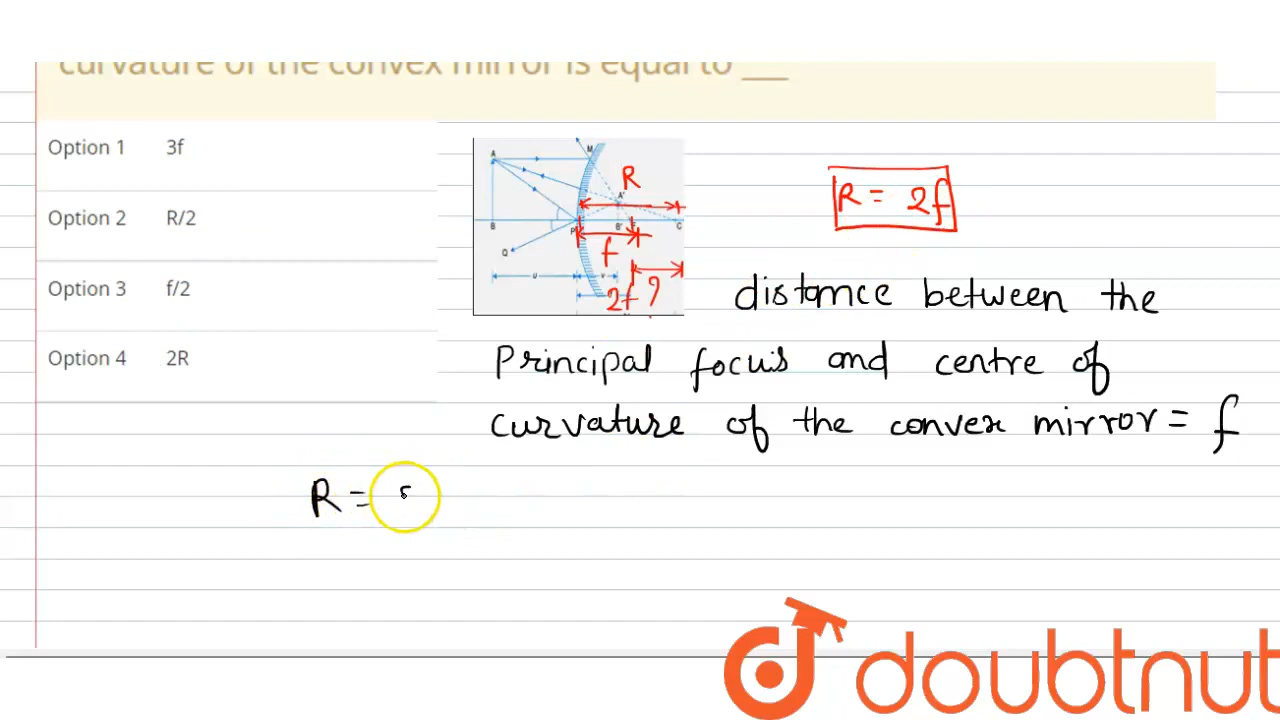 curvature of the convex mirror is equal to ___
Option 1 3f
Option 2 R/2
Option 3 f/2
Option 4 2R
A M
R
A'
B P B' F C
f
Q
u v
2f ?
R = 2f
distance between the
Principal focus and centre of
curvature of the convex mirror = f
R =
doubtnut